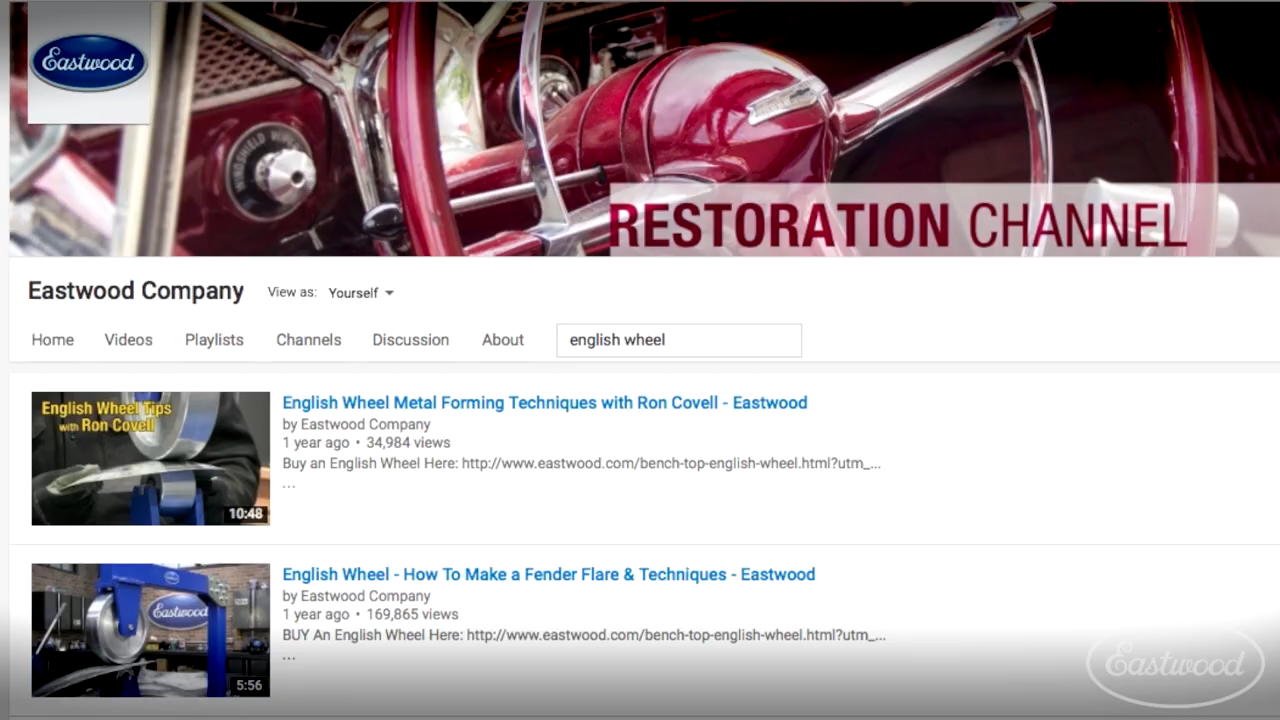 Eastwood
WINDSHIELD
RESTORATION CHANNEL
Eastwood Company View as: Yourself
Home Videos Playlists Channels Discussion About english wheel
English Wheel Tips
with Ron Covell
10:48
English Wheel Metal Forming Techniques with Ron Covell - Eastwood
by Eastwood Company
1 year ago • 34,984 views
Buy an English Wheel Here: http://www.eastwood.com/bench-top-english-wheel.html?utm_...
...
Eastwood
5:56
English Wheel - How To Make a Fender Flare & Techniques - Eastwood
by Eastwood Company
1 year ago • 169,865 views
BUY An English Wheel Here: http://www.eastwood.com/bench-top-english-wheel.html?utm_...
...
Eastwood